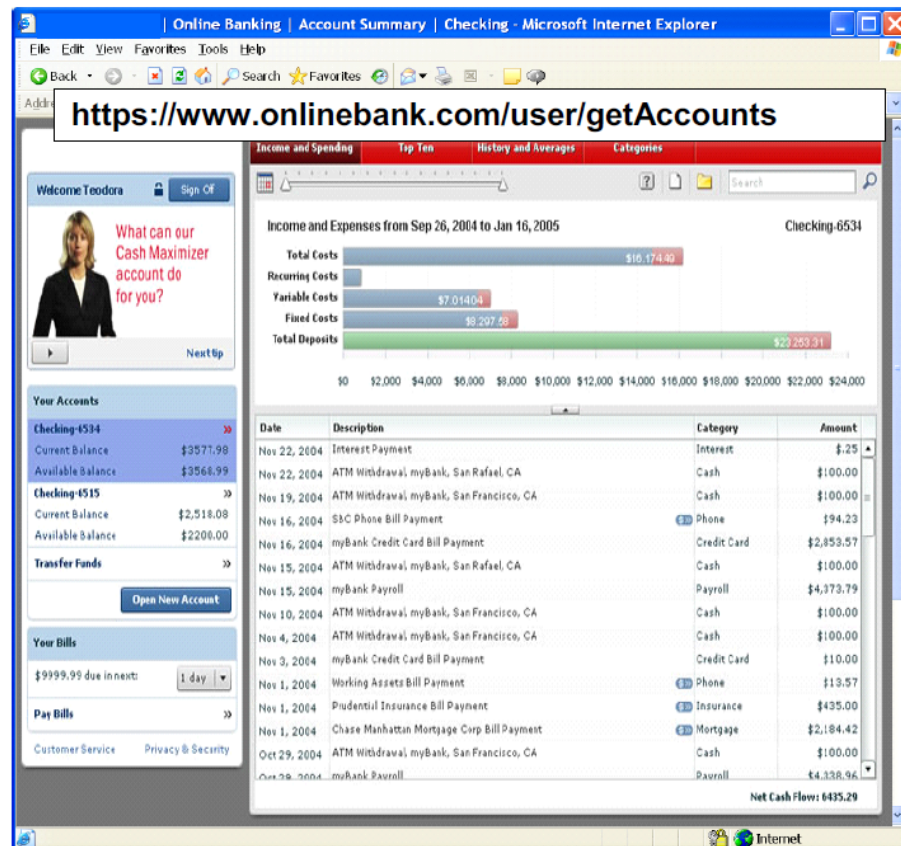 | Online Banking | Account Summary | Checking - Microsoft Internet Explorer
File Edit View Favorites Tools Help
Back Search Favorites
Addre
https://www.onlinebank.com/user/getAccounts
Income and Spending Top Ten History and Averages Categories
Welcome Teodora Sign Off
Search
What can our
Cash Maximizer
account do
for you?
Next tip
Income and Expenses from Sep 26, 2004 to Jan 16, 2005 Checking-6534
Total Costs $16,174.49
Recurring Costs
Variable Costs $7,014.04
Fixed Costs $8,297.58
Total Deposits $23,253.31
$0 $2,000 $4,000 $6,000 $8,000 $10,000 $12,000 $14,000 $16,000 $18,000 $20,000 $22,000 $24,000
Your Accounts
Checking-6534 »
Current Balance $3577.98
Available Balance $3568.99
Checking-6515 »
Current Balance $2,518.08
Available Balance $2200.00
Transfer Funds »
Open New Account
Your Bills
$9999.99 due in next: 1 day
Pay Bills »
Customer Service Privacy & Security
Date Description Category Amount
Nov 22, 2004 Interest Payment Interest $.25
Nov 22, 2004 ATM Withdrawal, myBank, San Rafael, CA Cash $100.00
Nov 19, 2004 ATM Withdrawal, myBank, San Francisco, CA Cash $100.00
Nov 16, 2004 SBC Phone Bill Payment Phone $94.23
Nov 16, 2004 myBank Credit Card Bill Payment Credit Card $2,853.57
Nov 15, 2004 ATM Withdrawal, myBank, San Rafael, CA Cash $100.00
Nov 15, 2004 myBank Payroll Payroll $4,373.79
Nov 10, 2004 ATM Withdrawal, myBank, San Francisco, CA Cash $100.00
Nov 4, 2004 ATM Withdrawal, myBank, San Francisco, CA Cash $100.00
Nov 3, 2004 myBank Credit Card Bill Payment Credit Card $10.00
Nov 1, 2004 Working Assets Bill Payment Phone $13.57
Nov 1, 2004 Prudential Insurance Bill Payment Insurance $435.00
Nov 1, 2004 Chase Manhattan Mortgage Corp Bill Payment Mortgage $2,184.42
Oct 29, 2004 ATM Withdrawal, myBank, San Francisco, CA Cash $100.00
Oct 29, 2004 myBank Payroll Payroll $4,338.96
Net Cash Flow: 6435.29
Internet